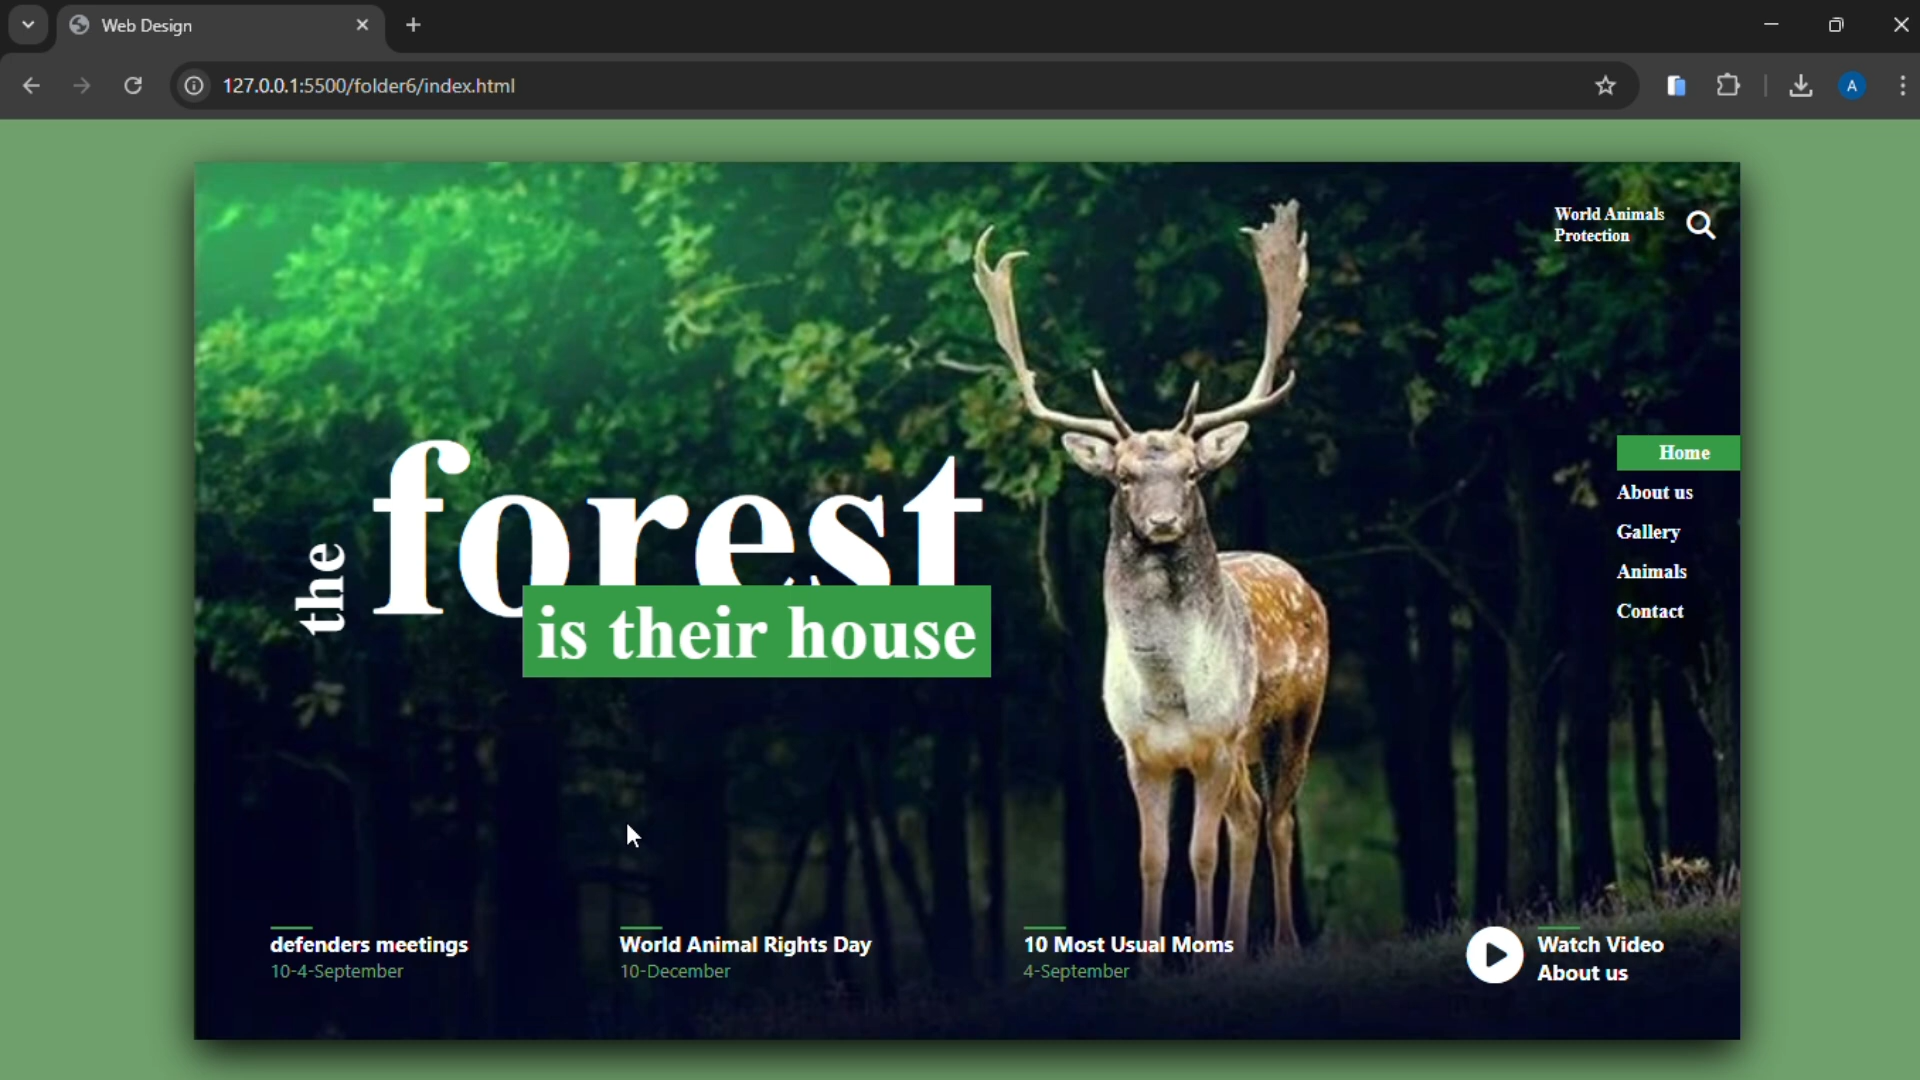 Web Design
127.0.0.1:5500/folder6/index.html
A
World Animals
Protection
the
forest
is their house
Home
About us
Gallery
Animals
Contact
defenders meetings
10-4-September
World Animal Rights Day
10-December
10 Most Usual Moms
4-September
Watch Video
About us